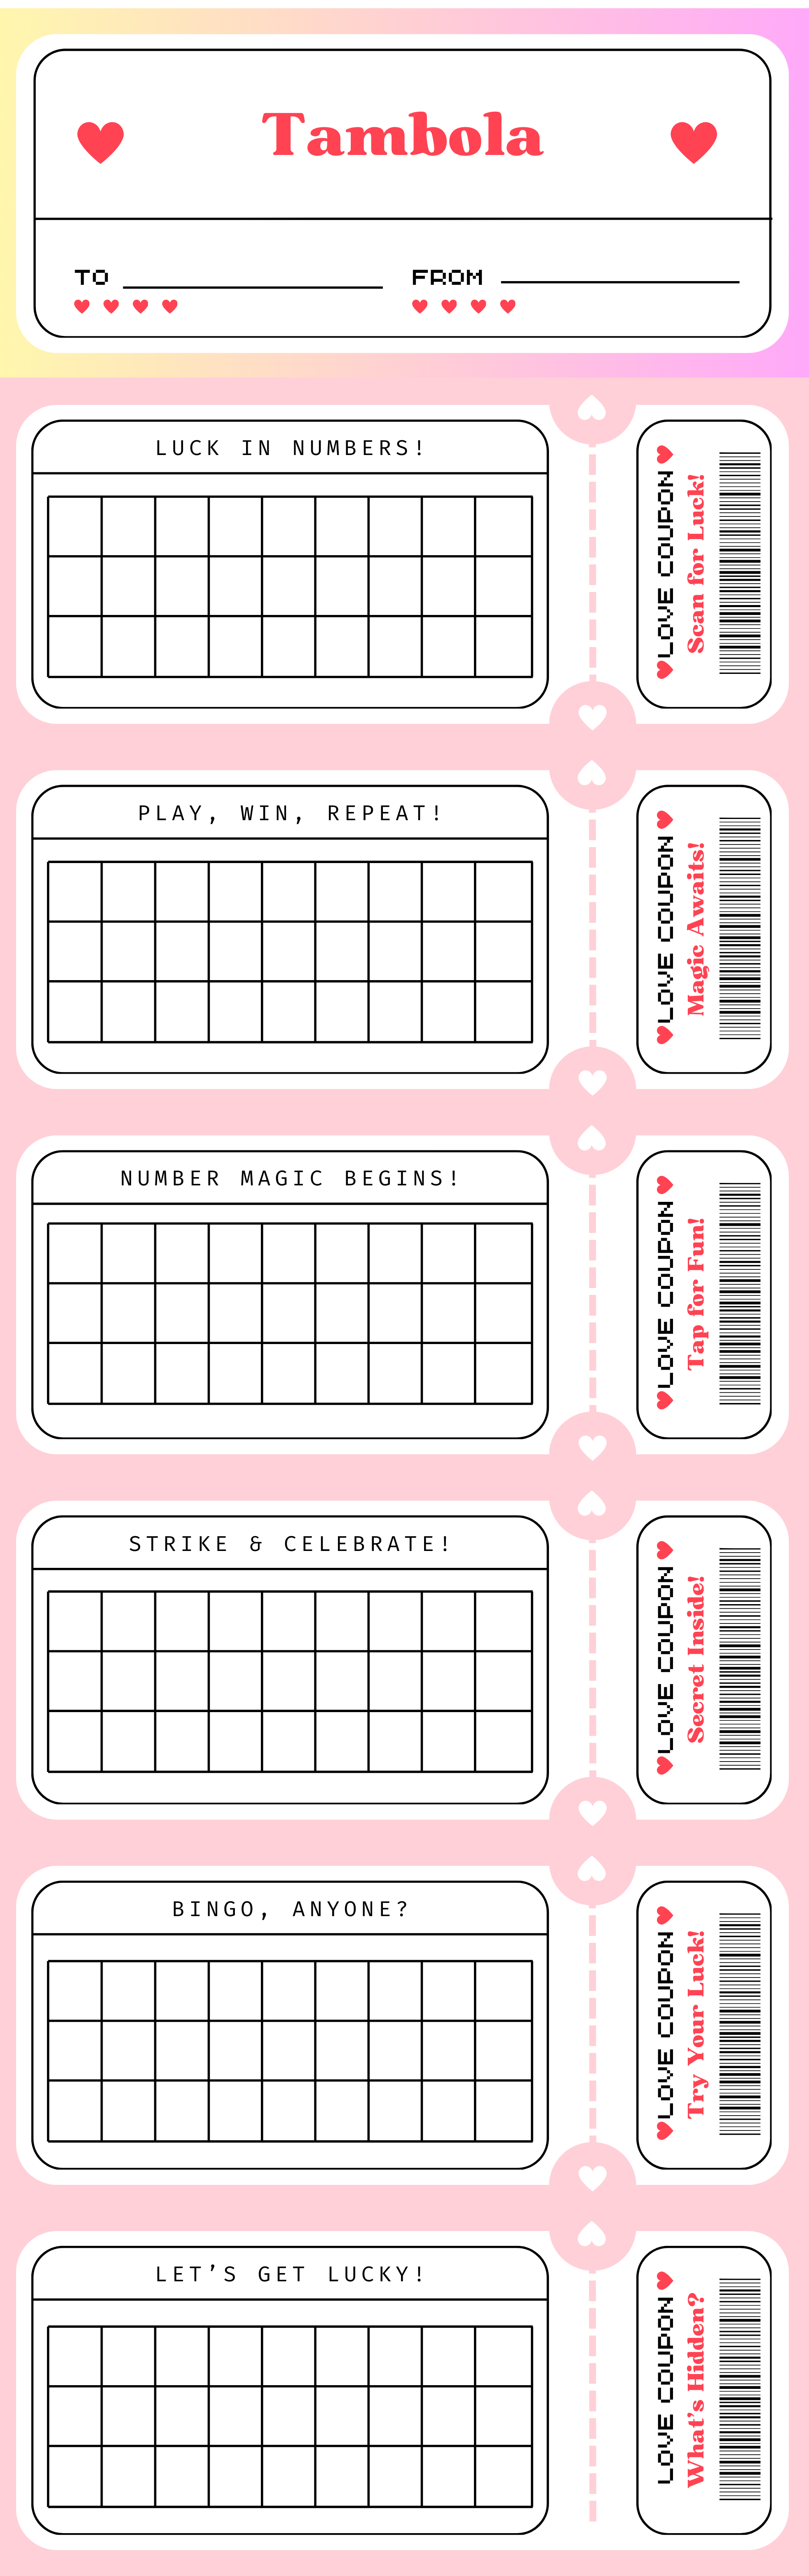 Tambola
TO
FROM
LUCK IN NUMBERS!
LOVE COUPON
Scan for Luck!
PLAY, WIN, REPEAT!
LOVE COUPON
Magic Awaits!
NUMBER MAGIC BEGINS!
LOVE COUPON
Tap for Fun!
STRIKE & CELEBRATE!
LOVE COUPON
Secret Inside!
BINGO, ANYONE?
LOVE COUPON
Try Your Luck!
LET’S GET LUCKY!
LOVE COUPON
What’s Hidden?